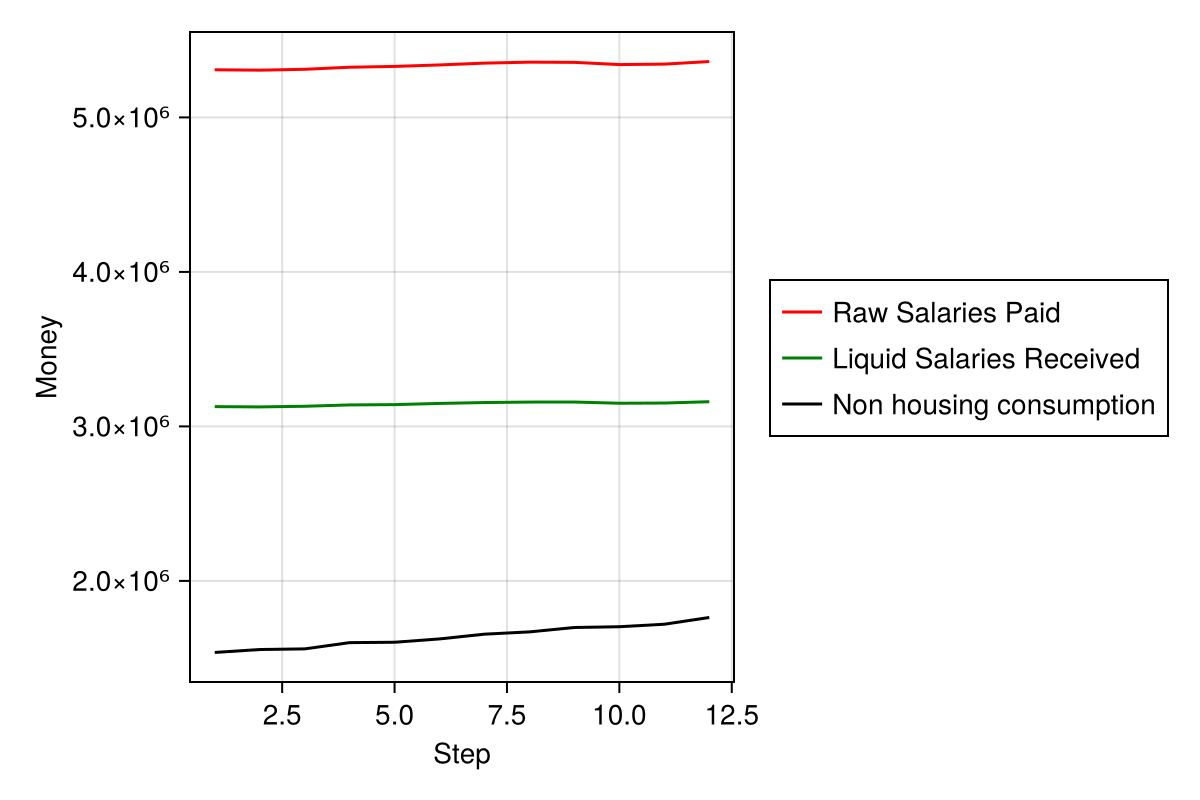 5.0×10⁶
4.0×10⁶
3.0×10⁶
2.0×10⁶
Money
2.5 5.0 7.5 10.0 12.5
Step
Raw Salaries Paid
Liquid Salaries Received
Non housing consumption